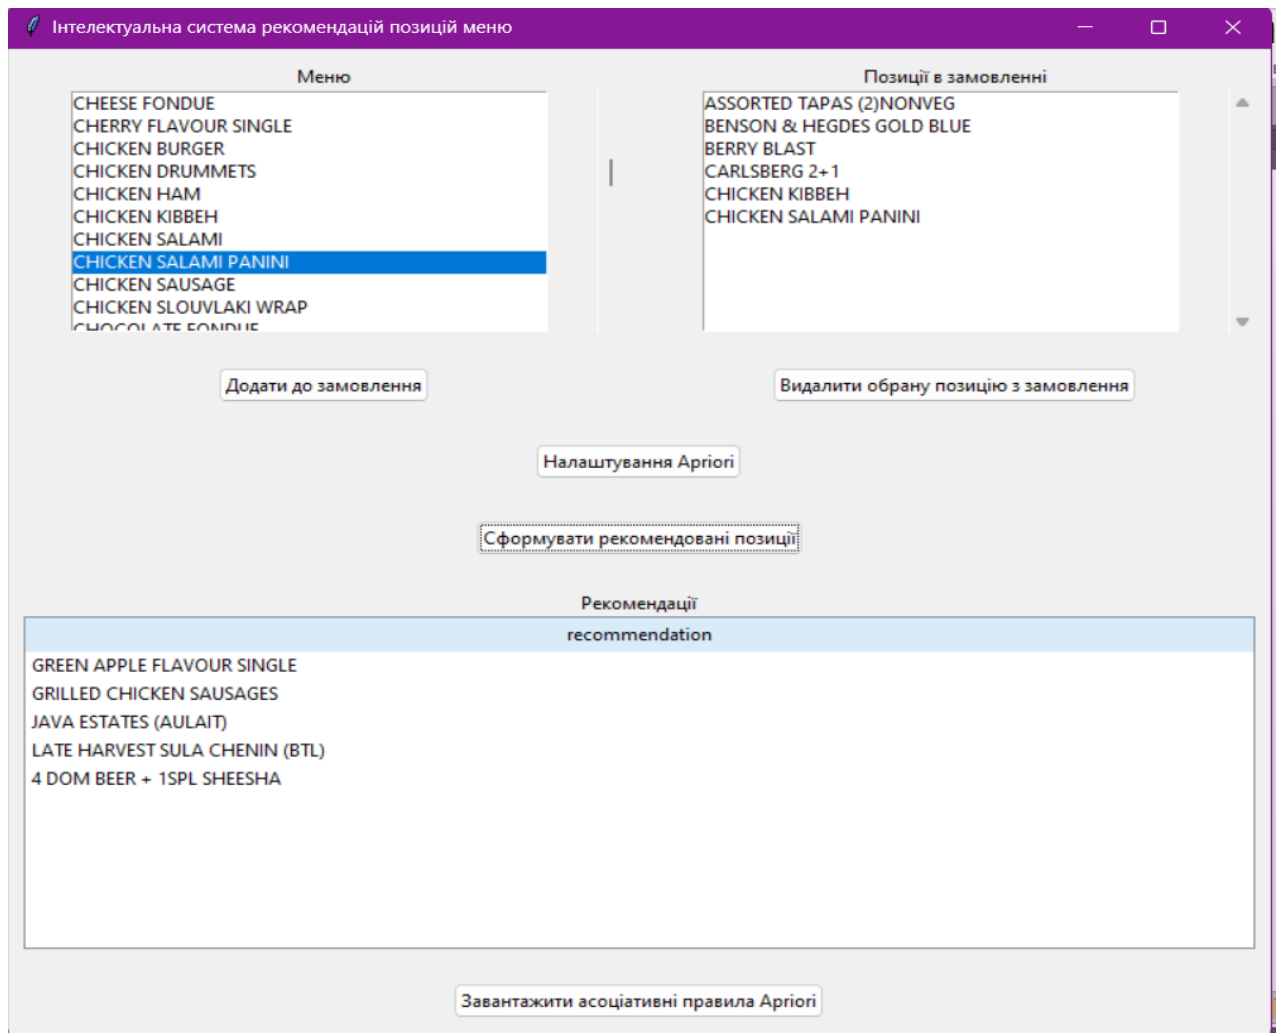 Інтелектуальна система рекомендацій позицій меню
Меню
CHEESE FONDUE
CHERRY FLAVOUR SINGLE
CHICKEN BURGER
CHICKEN DRUMMETS
CHICKEN HAM
CHICKEN KIBBEH
CHICKEN SALAMI
CHICKEN SALAMI PANINI
CHICKEN SAUSAGE
CHICKEN SLOUVLAKI WRAP
CHOCOLATE FONDUE
Позиції в замовленні
ASSORTED TAPAS (2)NONVEG
BENSON & HEGDES GOLD BLUE
BERRY BLAST
CARLSBERG 2+1
CHICKEN KIBBEH
CHICKEN SALAMI PANINI
Додати до замовлення
Видалити обрану позицію з замовлення
Налаштування Apriori
Сформувати рекомендовані позиції
Рекомендації
recommendation
GREEN APPLE FLAVOUR SINGLE
GRILLED CHICKEN SAUSAGES
JAVA ESTATES (AULAIT)
LATE HARVEST SULA CHENIN (BTL)
4 DOM BEER + 1SPL SHEESHA
Завантажити асоціативні правила Apriori